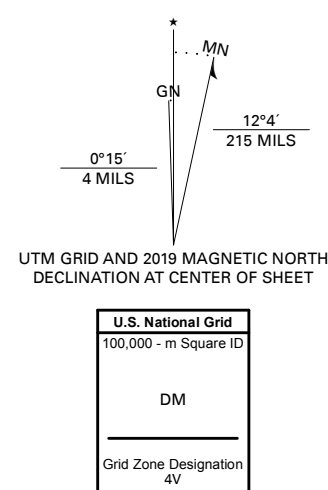 ★
MN
GN
12°4´
215 MILS
0°15´
4 MILS
UTM GRID AND 2019 MAGNETIC NORTH
DECLINATION AT CENTER OF SHEET
U.S. National Grid
100,000 - m Square ID
DM
Grid Zone Designation
4V